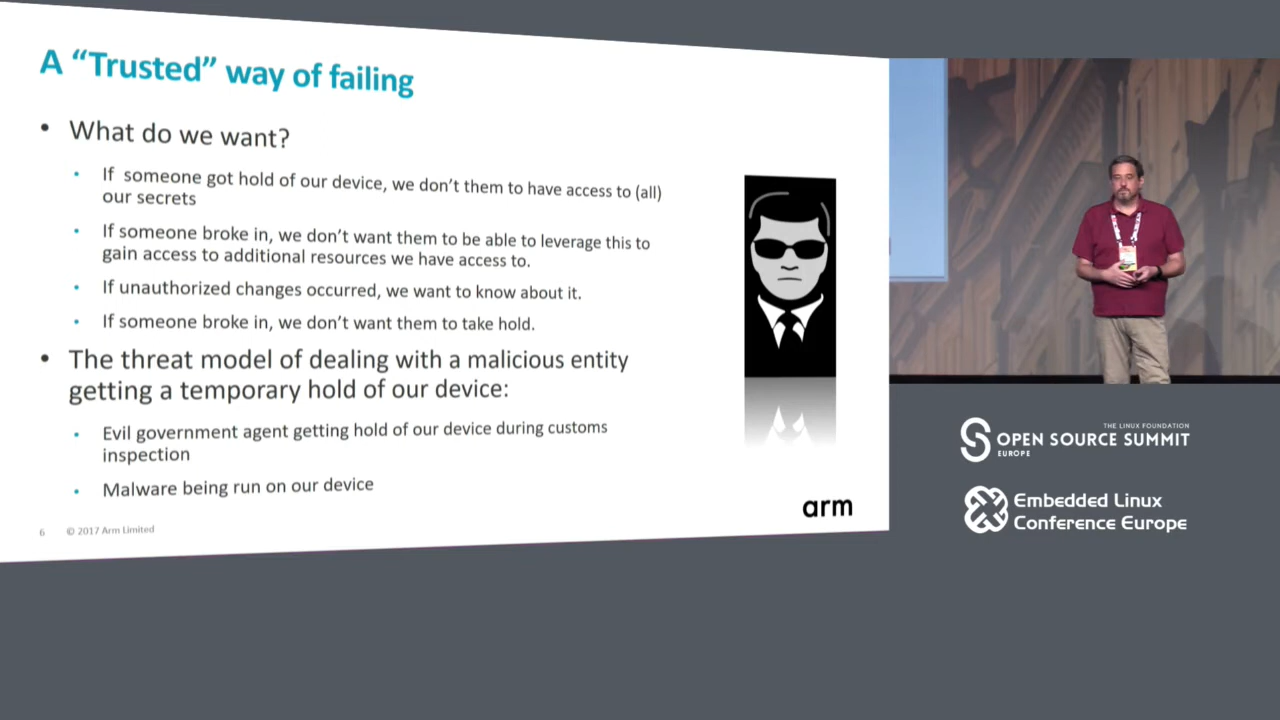 A “Trusted” way of failing
• What do we want?
• If someone got hold of our device, we don’t them to have access to (all)
our secrets
• If someone broke in, we don’t want them to be able to leverage this to
gain access to additional resources we have access to.
• If unauthorized changes occurred, we want to know about it.
• If someone broke in, we don’t want them to take hold.
• The threat model of dealing with a malicious entity
getting a temporary hold of our device:
• Evil government agent getting hold of our device during customs
inspection
• Malware being run on our device
6 © 2017 Arm Limited
arm
THE LINUX FOUNDATION
OPEN SOURCE SUMMIT
EUROPE
Embedded Linux
Conference Europe